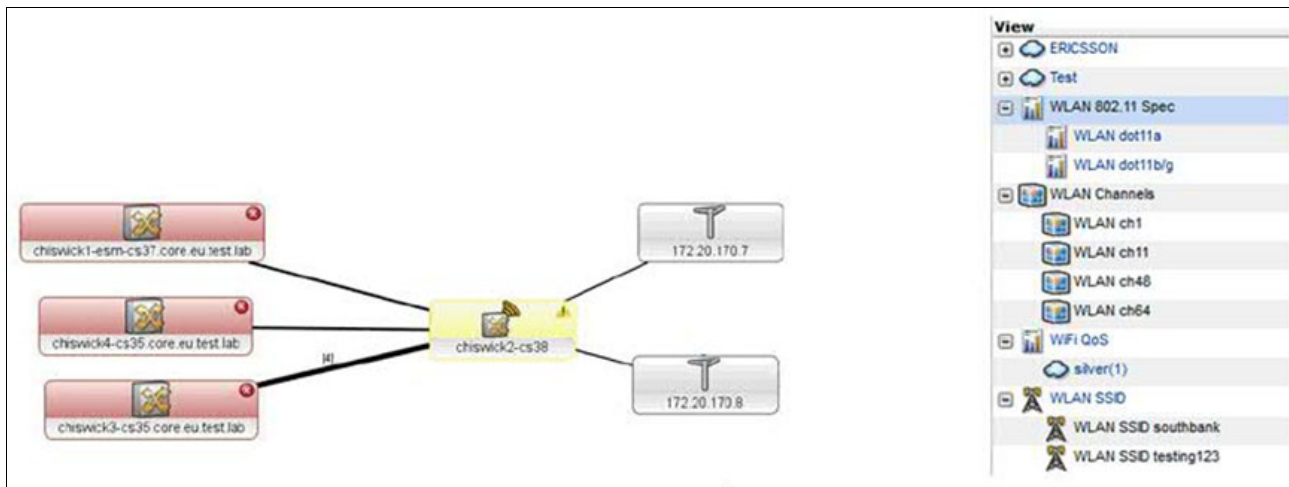 chiswick1-esm-cs37.core.eu.test.lab
172.20.170.7
chiswick4-cs35.core.eu.test.lab
chiswick2-cs38
[4]
chiswick3-cs35.core.eu.test.lab
172.20.170.8
View
ERICSSON
Test
WLAN 802.11 Spec
WLAN dot11a
WLAN dot11b/g
WLAN Channels
WLAN ch1
WLAN ch11
WLAN ch48
WLAN ch64
WiFi QoS
silver(1)
WLAN SSID
WLAN SSID southbank
WLAN SSID testing123